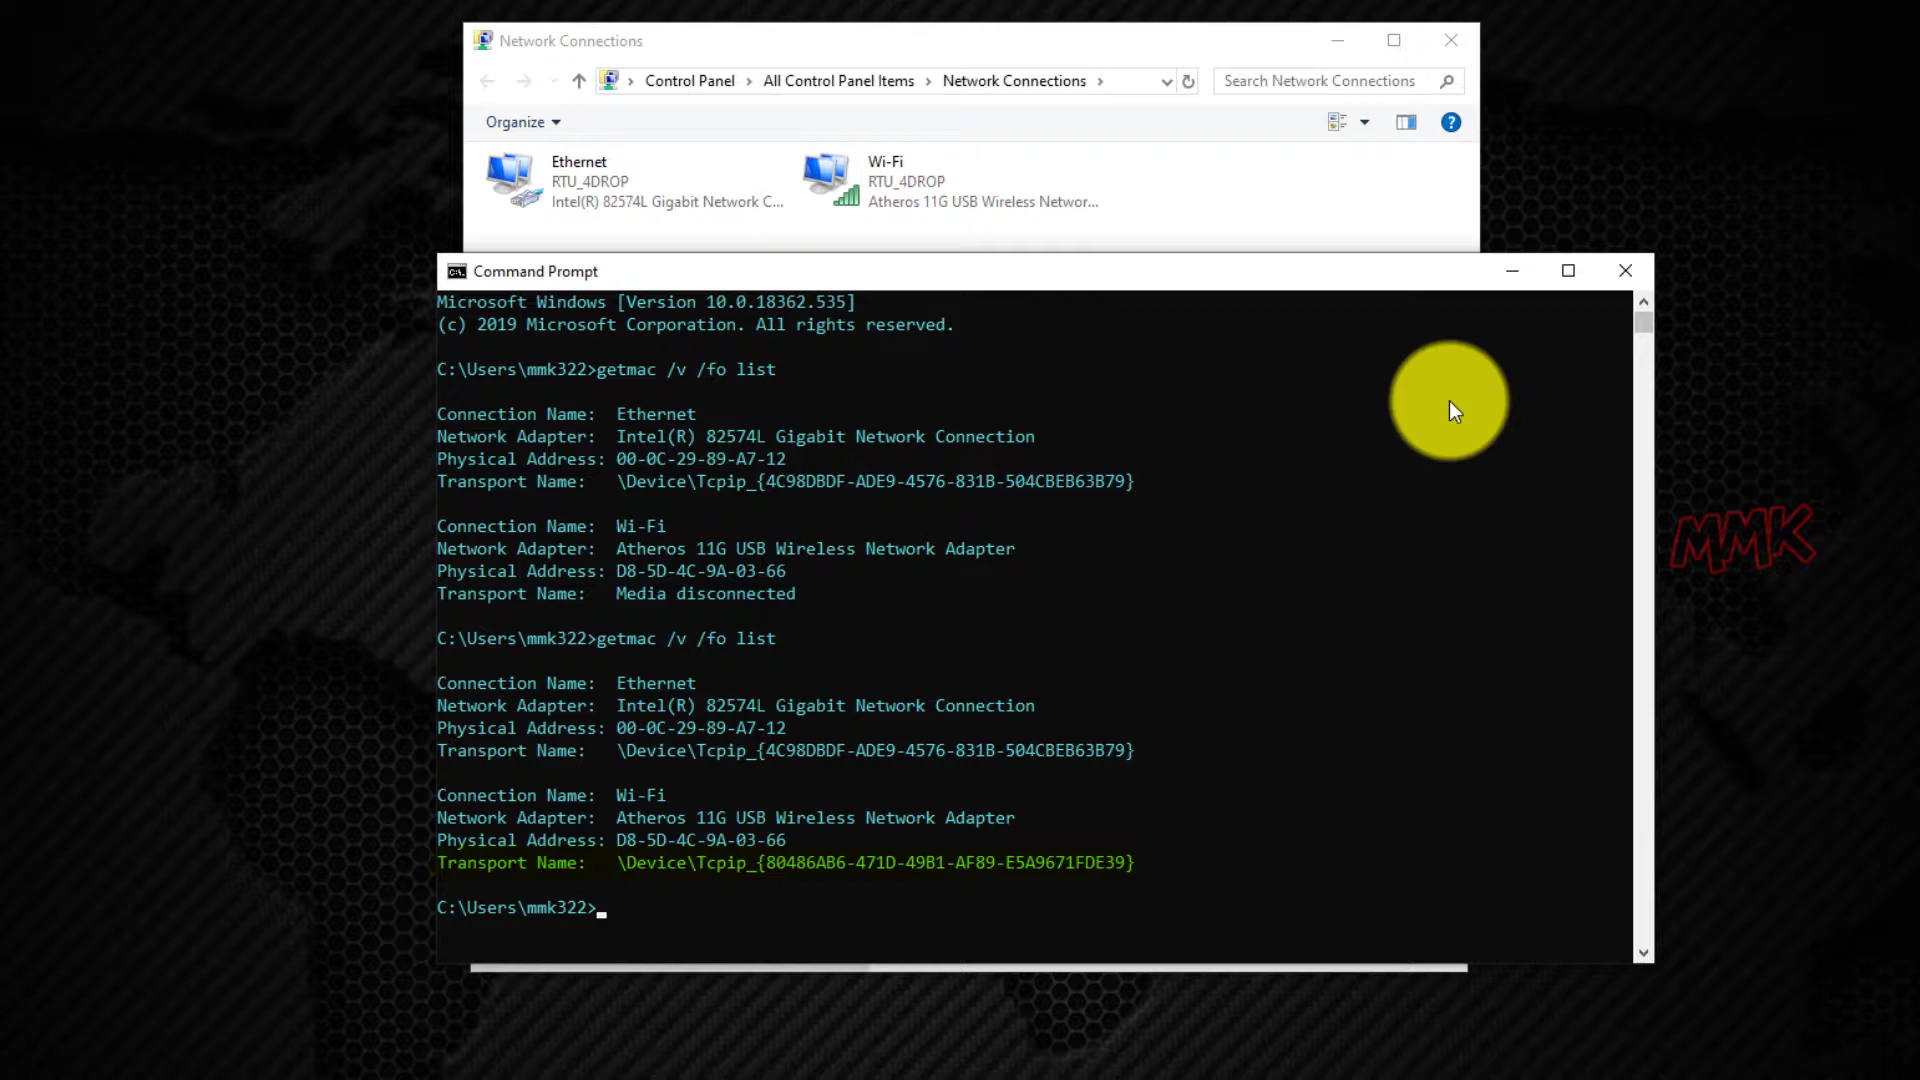 Network Connections
Control Panel > All Control Panel Items > Network Connections >
Search Network Connections
Organize
Ethernet
RTU_4DROP
Intel(R) 82574L Gigabit Network C...
Wi-Fi
RTU_4DROP
Atheros 11G USB Wireless Networ...
Command Prompt
Microsoft Windows [Version 10.0.18362.535]
(c) 2019 Microsoft Corporation. All rights reserved.
C:\Users\mmk322>getmac /v /fo list
Connection Name: Ethernet
Network Adapter: Intel(R) 82574L Gigabit Network Connection
Physical Address: 00-0C-29-89-A7-12
Transport Name: \Device\Tcpip_{4C98DBDF-ADE9-4576-831B-504CBEB63B79}
Connection Name: Wi-Fi
Network Adapter: Atheros 11G USB Wireless Network Adapter
Physical Address: D8-5D-4C-9A-03-66
Transport Name: Media disconnected
C:\Users\mmk322>getmac /v /fo list
Connection Name: Ethernet
Network Adapter: Intel(R) 82574L Gigabit Network Connection
Physical Address: 00-0C-29-89-A7-12
Transport Name: \Device\Tcpip_{4C98DBDF-ADE9-4576-831B-504CBEB63B79}
Connection Name: Wi-Fi
Network Adapter: Atheros 11G USB Wireless Network Adapter
Physical Address: D8-5D-4C-9A-03-66
Transport Name: \Device\Tcpip_{80486AB6-471D-49B1-AF89-E5A9671FDE39}
C:\Users\mmk322>
MMK